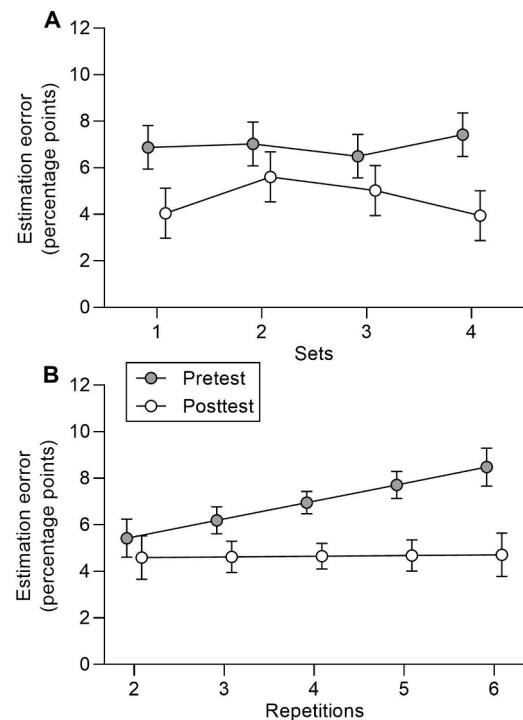 A
12
10
8
6
4
2
0
Estimation eorror
(percentage points)
1 2 3 4
Sets
B
Pretest
Posttest
12
10
8
6
4
2
0
Estimation eorror
(percentage points)
2 3 4 5 6
Repetitions